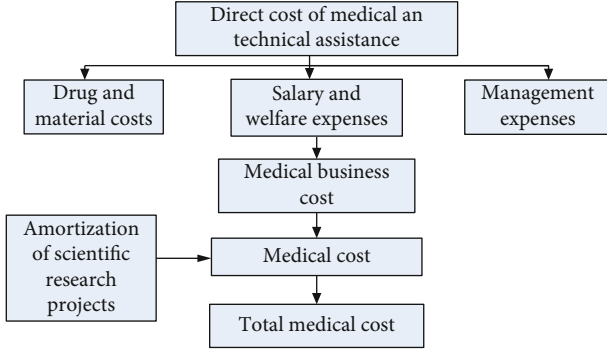 Direct cost of medical an
technical assistance
Drug and
material costs
Salary and
welfare expenses
Management
expenses
Medical business
cost
Amortization
of scientific
research
projects
Medical cost
Total medical cost